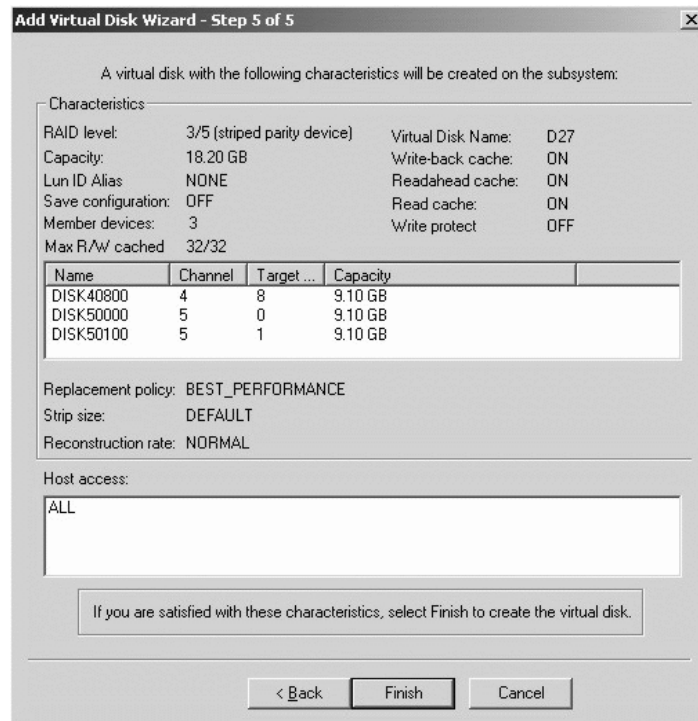 Add Virtual Disk Wizard - Step 5 of 5
A virtual disk with the following characteristics will be created on the subsystem:
Characteristics
RAID level: 3/5 (striped parity device) Virtual Disk Name: D27
Capacity: 18.20 GB Write-back cache: ON
Lun ID Alias NONE Readahead cache: ON
Save configuration: OFF Read cache: ON
Member devices: 3 Write protect OFF
Max R/W cached 32/32
Name Channel Target ... Capacity
DISK40800 4 8 9.10 GB
DISK50000 5 0 9.10 GB
DISK50100 5 1 9.10 GB
Replacement policy: BEST_PERFORMANCE
Strip size: DEFAULT
Reconstruction rate: NORMAL
Host access:
ALL
If you are satisfied with these characteristics, select Finish to create the virtual disk.
< Back Finish Cancel